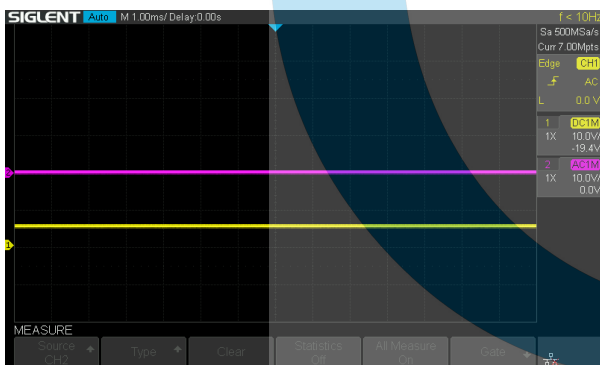 SIGLENT Auto M 1.00ms/ Delay:0.00s f < 10Hz
Sa 500MSa/s
Curr 7.00Mpts
Edge CH1
AC
L 0.0 V
1 DC1M
1X 10.0V/
-19.4V
2 AC1M
1X 10.0V/
0.0V
2
1
MEASURE
Source Type Clear Statistics All Measure Gate
CH2 Off On